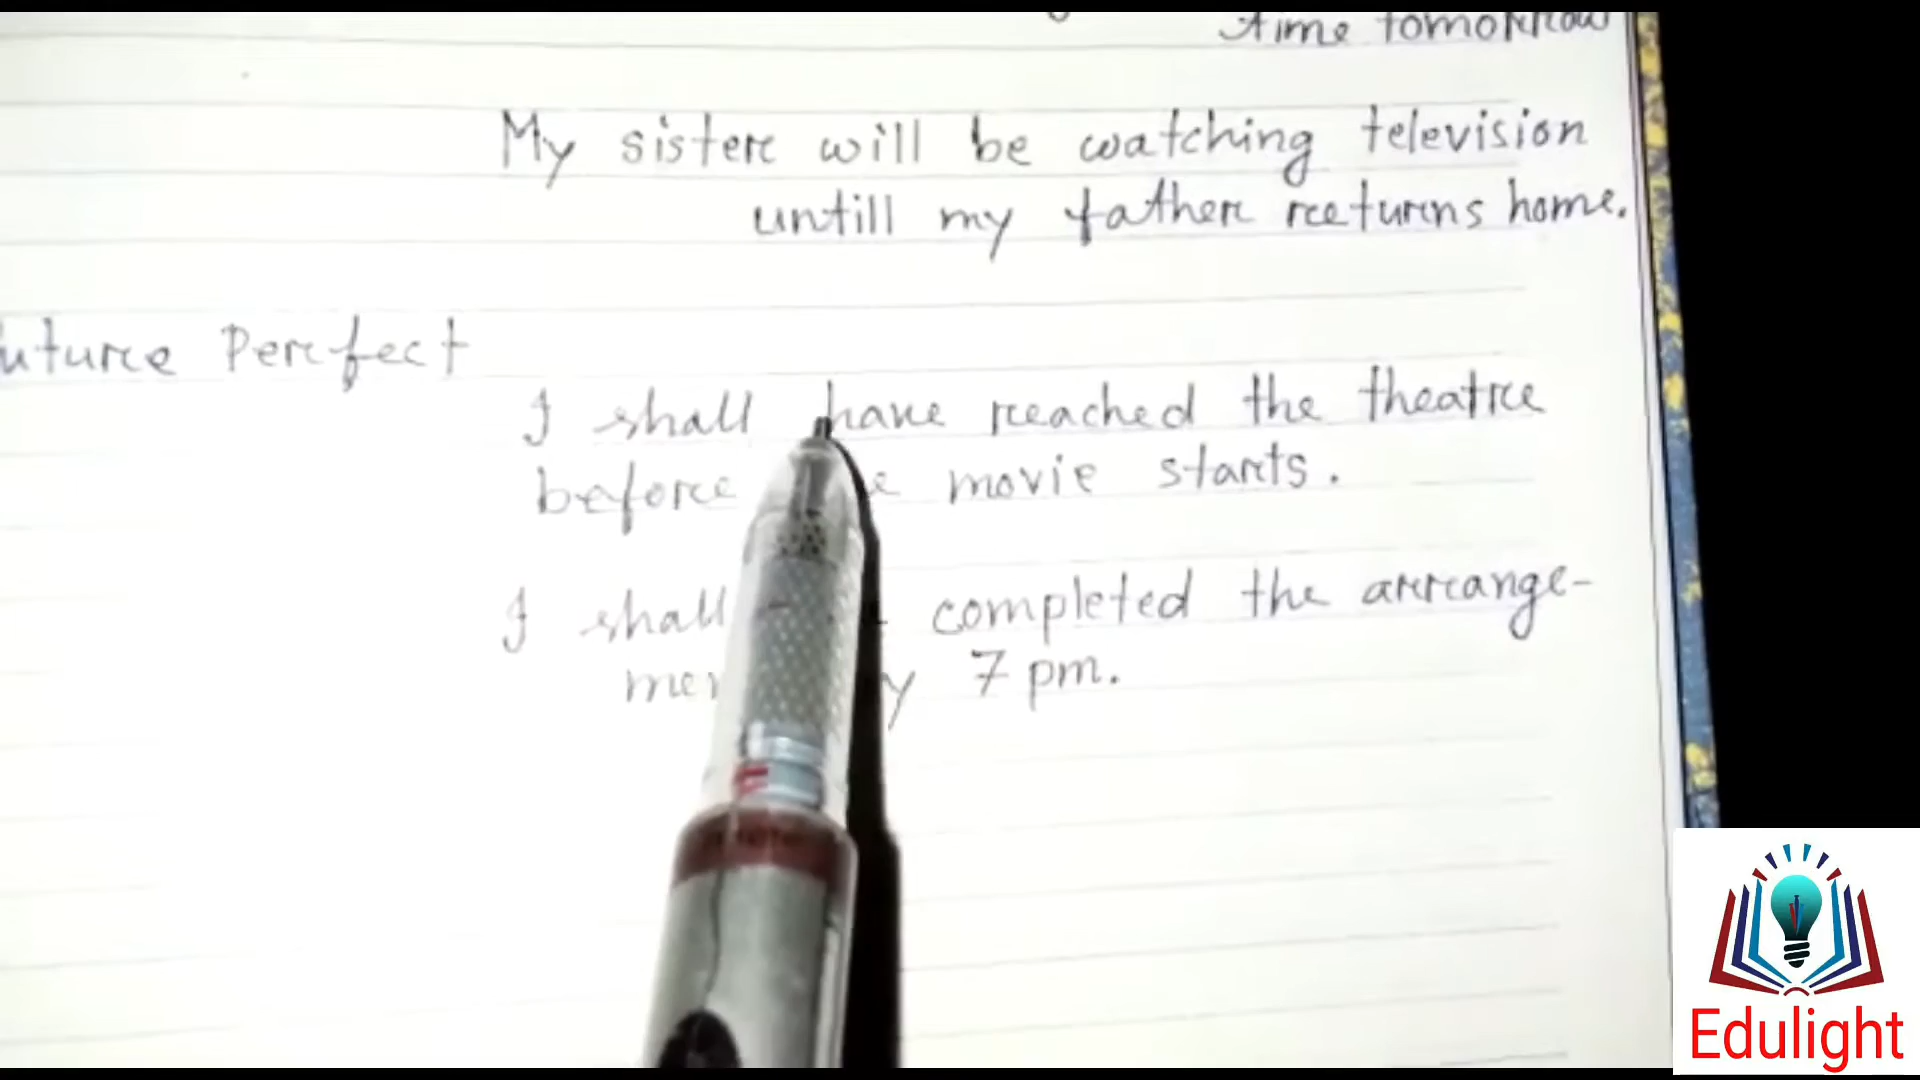 time tomorrow
My sister will be watching television
untill my father returns home.
uture Perfect
I shall have reached the theatre
before movie starts.
I shall completed the arrange-
7 pm.
Edulight